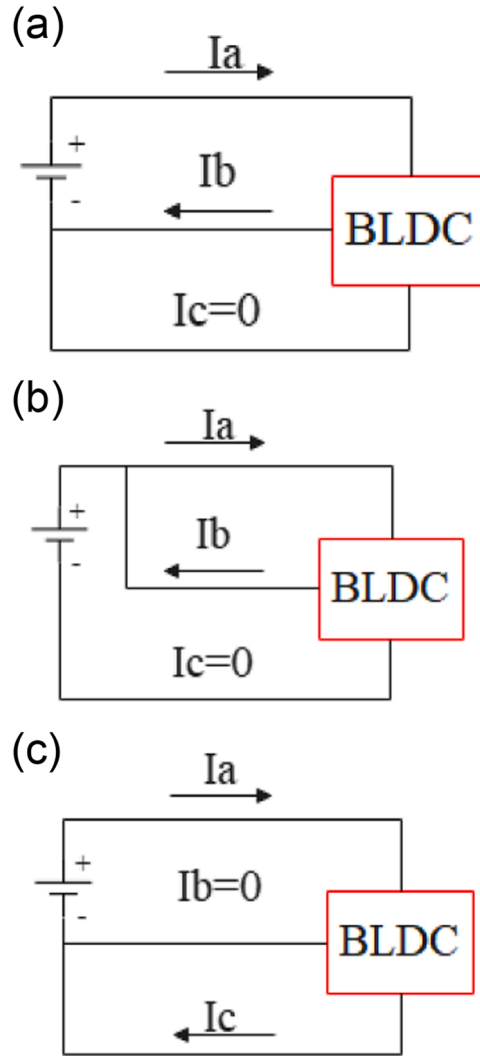 (a)
Ia
+
-
Ib
BLDC
Ic=0
(b)
Ia
+
-
Ib
BLDC
Ic=0
(c)
Ia
+
-
Ib=0
BLDC
Ic